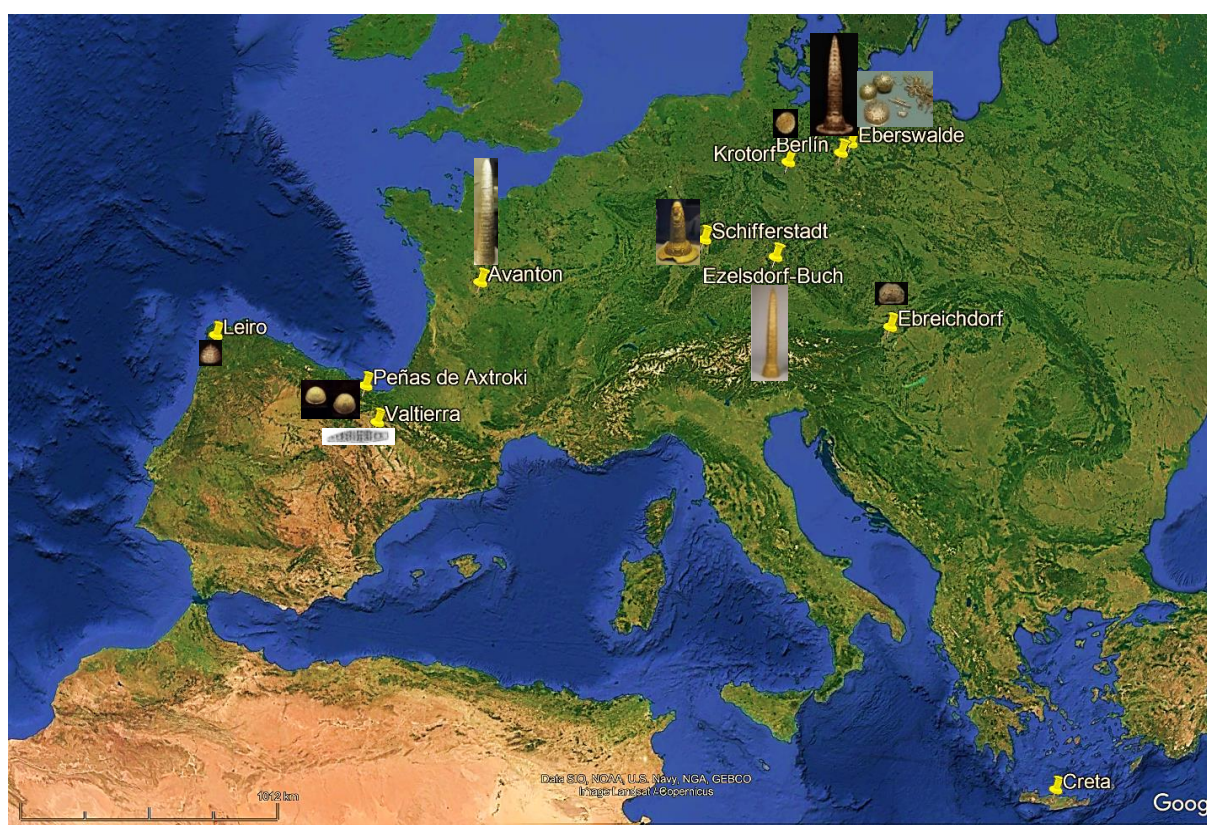 Eberswalde
Berlín
Krotorf
Schifferstadt
Ezelsdorf-Buch
Avanton
Ebreichdorf
Leiro
Peñas de Axtroki
Valtierra
Creta
Data SIO, NOAA, U.S. Navy, NGA, GEBCO
Image Landsat / Copernicus
1012 km
Goog